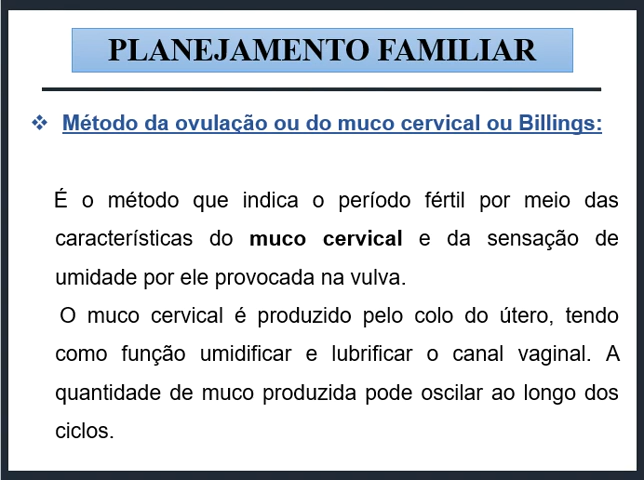 PLANEJAMENTO FAMILIAR
❖ Método da ovulação ou do muco cervical ou Billings:
É o método que indica o período fértil por meio das
características do muco cervical e da sensação de
umidade por ele provocada na vulva.
O muco cervical é produzido pelo colo do útero, tendo
como função umidificar e lubrificar o canal vaginal. A
quantidade de muco produzida pode oscilar ao longo dos
ciclos.